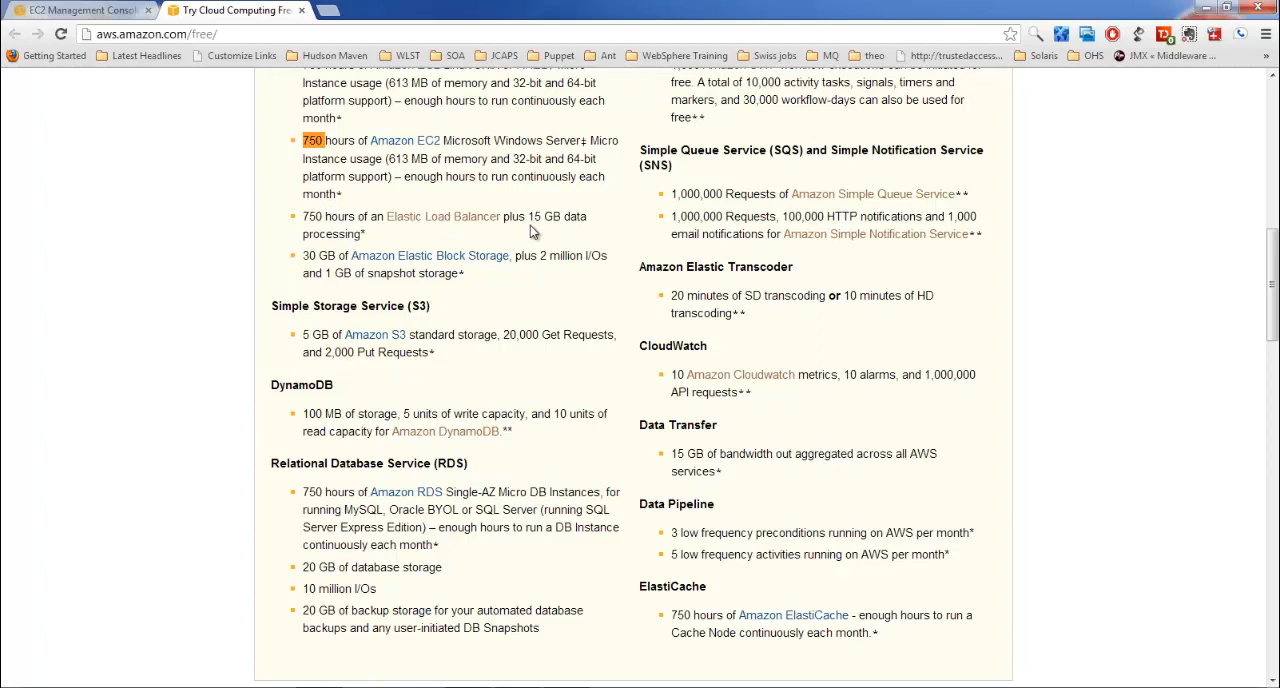 EC2 Management Consol
Try Cloud Computing Fre
aws.amazon.com/free/
Getting Started
Latest Headlines
Customize Links
Hudson Maven
WLST
SOA
JCAPS
Puppet
Ant
WebSphere Training
Swiss jobs
MQ
theo
http://trustedaccess...
Solaris
OHS
JMX « Middleware ...
»
Instance usage (613 MB of memory and 32-bit and 64-bit
platform support) – enough hours to run continuously each
month*
750 hours of Amazon EC2 Microsoft Windows Server‡ Micro
Instance usage (613 MB of memory and 32-bit and 64-bit
platform support) – enough hours to run continuously each
month*
750 hours of an Elastic Load Balancer plus 15 GB data
processing*
30 GB of Amazon Elastic Block Storage, plus 2 million I/Os
and 1 GB of snapshot storage*
Simple Storage Service (S3)
5 GB of Amazon S3 standard storage, 20,000 Get Requests,
and 2,000 Put Requests*
DynamoDB
100 MB of storage, 5 units of write capacity, and 10 units of
read capacity for Amazon DynamoDB.**
Relational Database Service (RDS)
750 hours of Amazon RDS Single-AZ Micro DB Instances, for
running MySQL, Oracle BYOL or SQL Server (running SQL
Server Express Edition) – enough hours to run a DB Instance
continuously each month*
20 GB of database storage
10 million I/Os
20 GB of backup storage for your automated database
backups and any user-initiated DB Snapshots
free. A total of 10,000 activity tasks, signals, timers and
markers, and 30,000 workflow-days can also be used for
free**
Simple Queue Service (SQS) and Simple Notification Service
(SNS)
1,000,000 Requests of Amazon Simple Queue Service**
1,000,000 Requests, 100,000 HTTP notifications and 1,000
email notifications for Amazon Simple Notification Service**
Amazon Elastic Transcoder
20 minutes of SD transcoding or 10 minutes of HD
transcoding**
CloudWatch
10 Amazon Cloudwatch metrics, 10 alarms, and 1,000,000
API requests**
Data Transfer
15 GB of bandwidth out aggregated across all AWS
services*
Data Pipeline
3 low frequency preconditions running on AWS per month*
5 low frequency activities running on AWS per month*
ElastiCache
750 hours of Amazon ElastiCache - enough hours to run a
Cache Node continuously each month.*